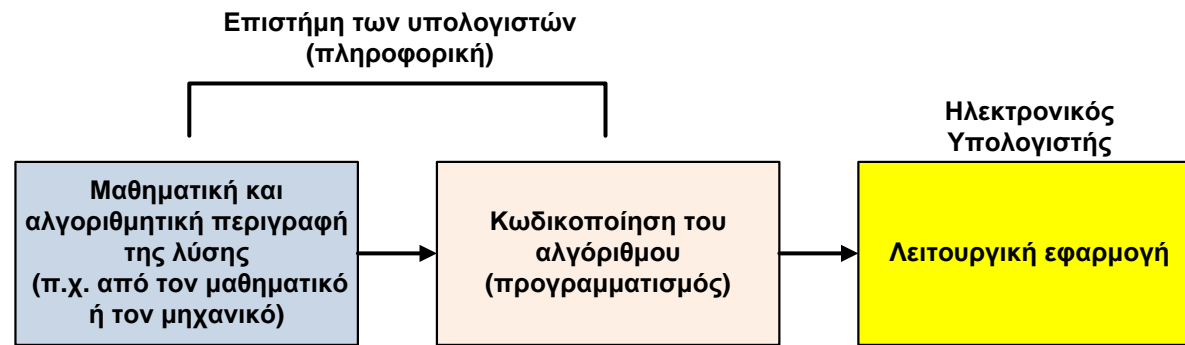 Επιστήμη των υπολογιστών
(πληροφορική)
Ηλεκτρονικός
Υπολογιστής
Μαθηματική και
αλγοριθμητική περιγραφή
της λύσης
(π.χ. από τον μαθηματικό
ή τον μηχανικό)
Κωδικοποίηση του
αλγόριθμου
(προγραμματισμός)
Λειτουργική εφαρμογή